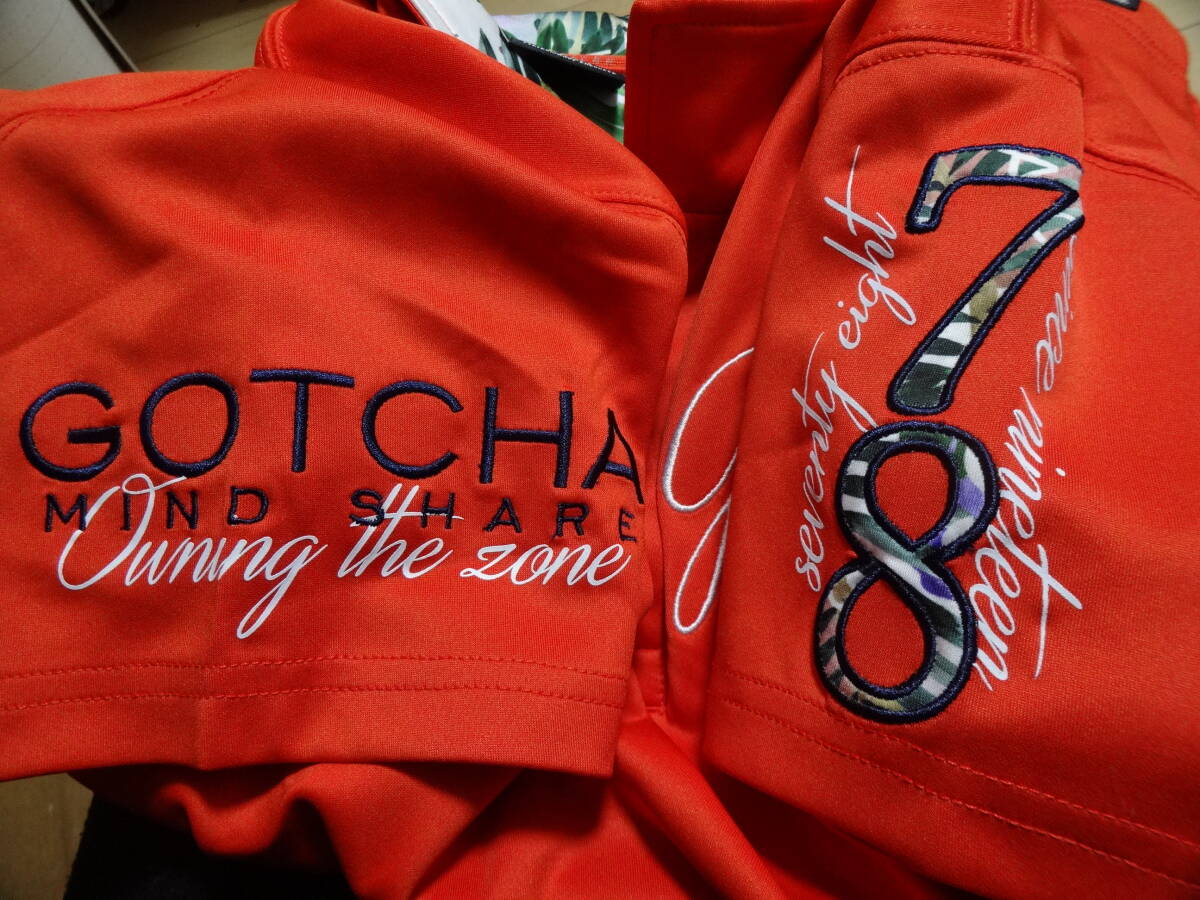 GOTCHA
MIND SHARE
Owning the zone
seventy eight
78
since nineteen